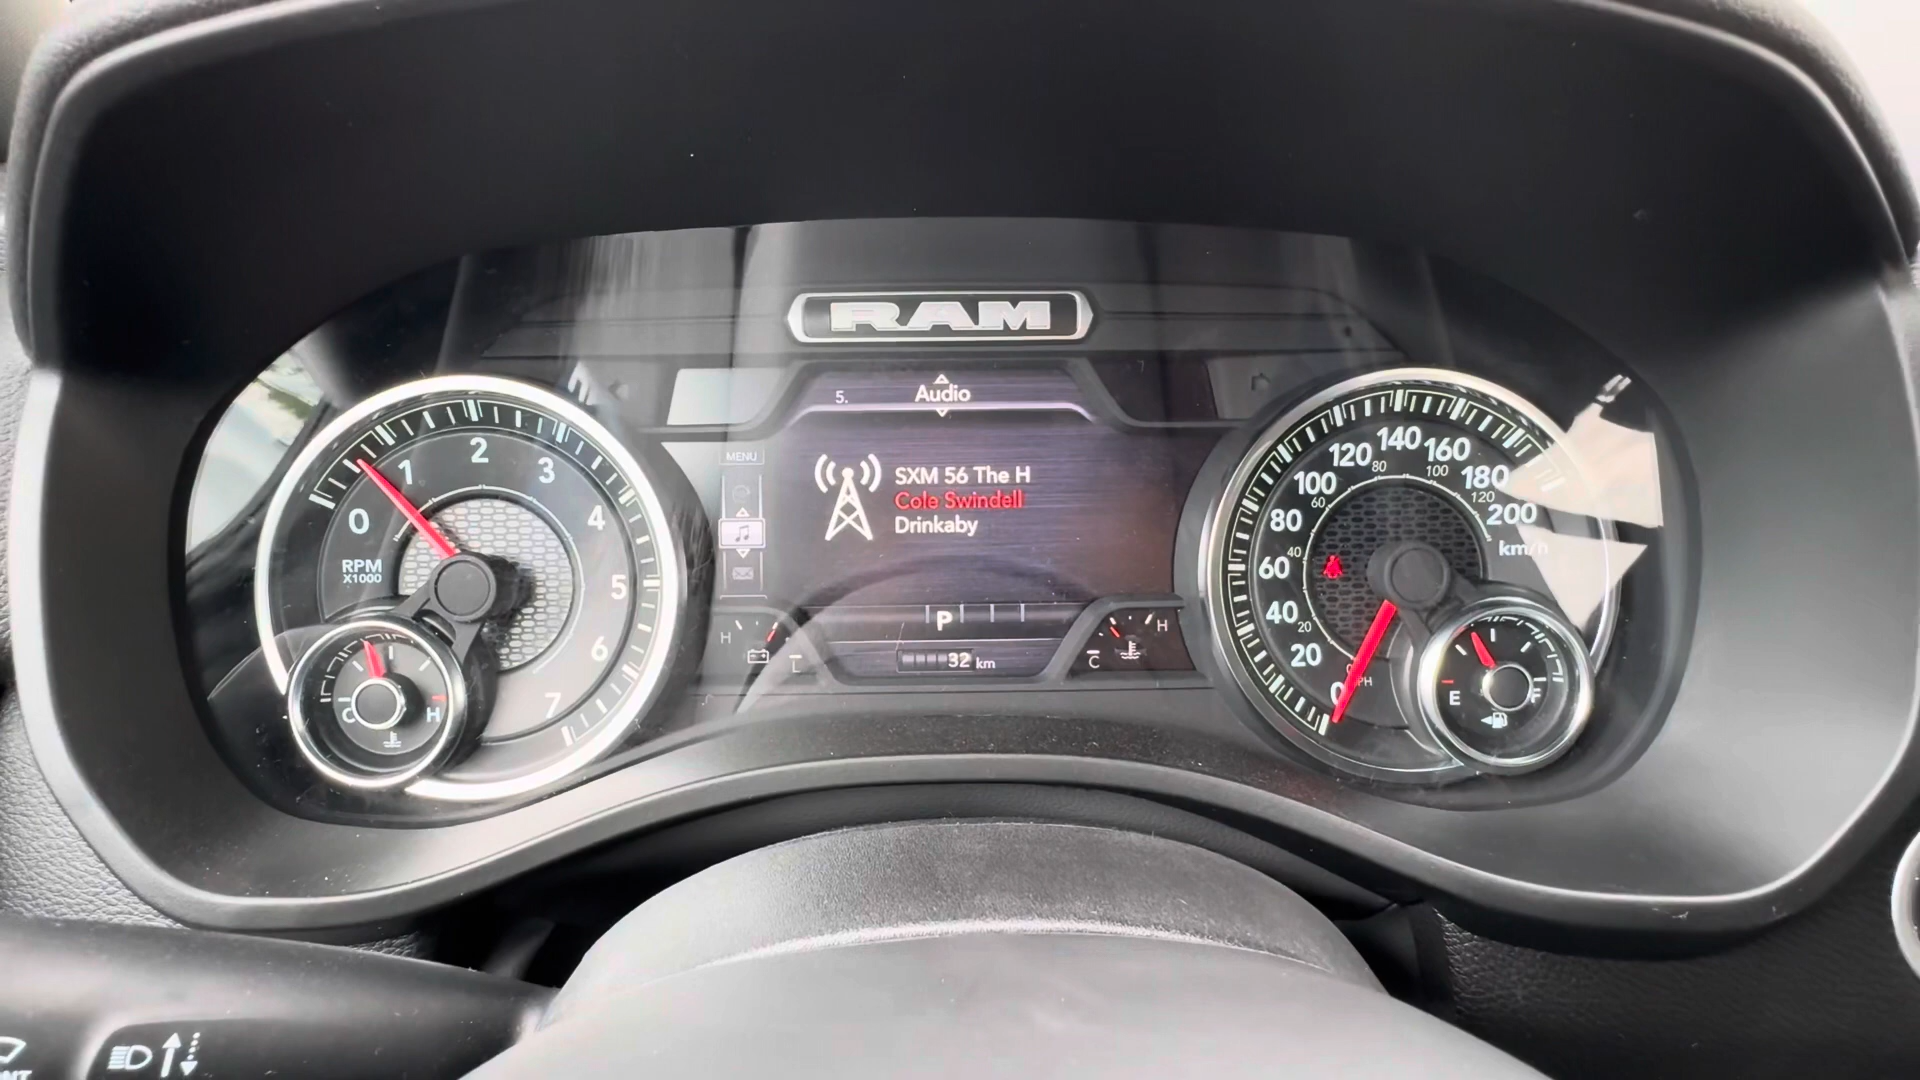 RAM
5. Audio
MENU
SXM 56 The H
Cole Swindell
Drinkaby
P
32 km
H
L
C
H
0
1
2
3
4
5
6
7
RPM
X1000
C
H
0
20
40
60
80
100
120
140
160
180
200
km/h
0
20
40
60
80
100
120
E
F